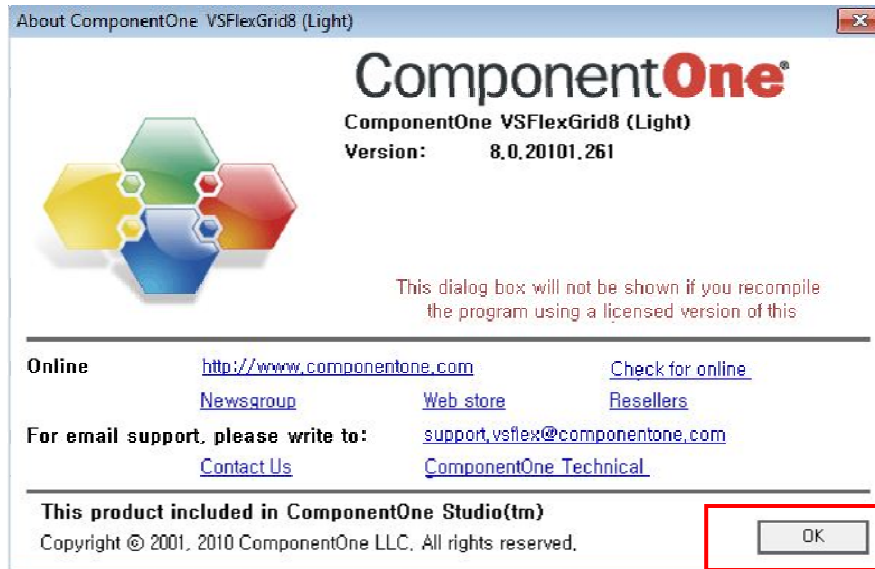 About ComponentOne VSFlexGrid8 (Light)
ComponentOne®
ComponentOne VSFlexGrid8 (Light)
Version: 8.0.20101.261
This dialog box will not be shown if you recompile
the program using a licensed version of this
Online http://www.componentone.com Check for online
Newsgroup Web store Resellers
For email support, please write to: support.vsflex@componentone.com
Contact Us ComponentOne Technical
This product included in ComponentOne Studio(tm)
Copyright © 2001, 2010 ComponentOne LLC, All rights reserved.
OK